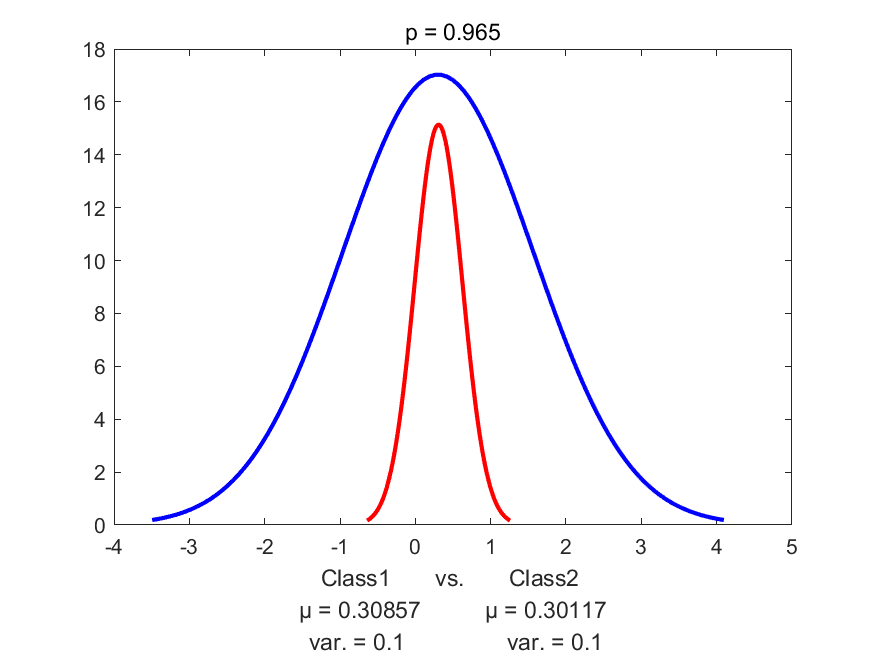 p = 0.965
18
16
14
12
10
8
6
4
2
0
-4 -3 -2 -1 0 1 2 3 4 5
Class1 vs. Class2
μ = 0.30857 μ = 0.30117
var. = 0.1 var. = 0.1